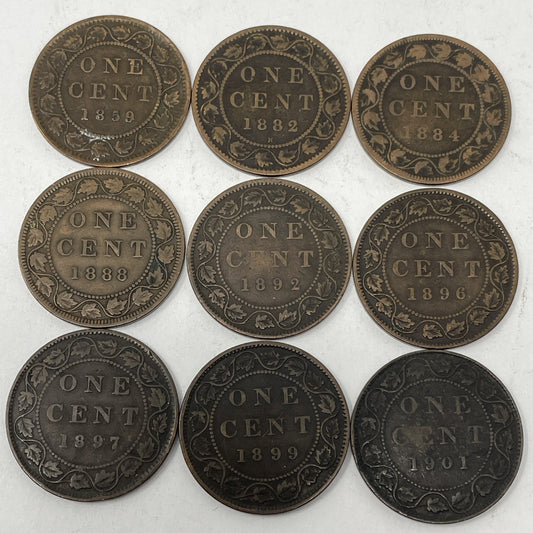 ONE
CENT
1859
ONE
CENT
1882
ONE
CENT
1884
ONE
CENT
1888
ONE
CENT
1892
ONE
CENT
1896
ONE
CENT
1897
ONE
CENT
1899
ONE
CENT
1901